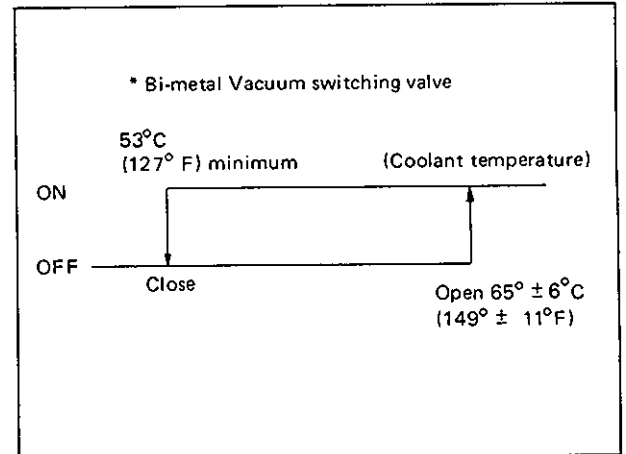 * Bi-metal Vacuum switching valve
53°C
(127° F) minimum
(Coolant temperature)
ON
OFF
Close
Open 65° ± 6°C
(149° ± 11°F)